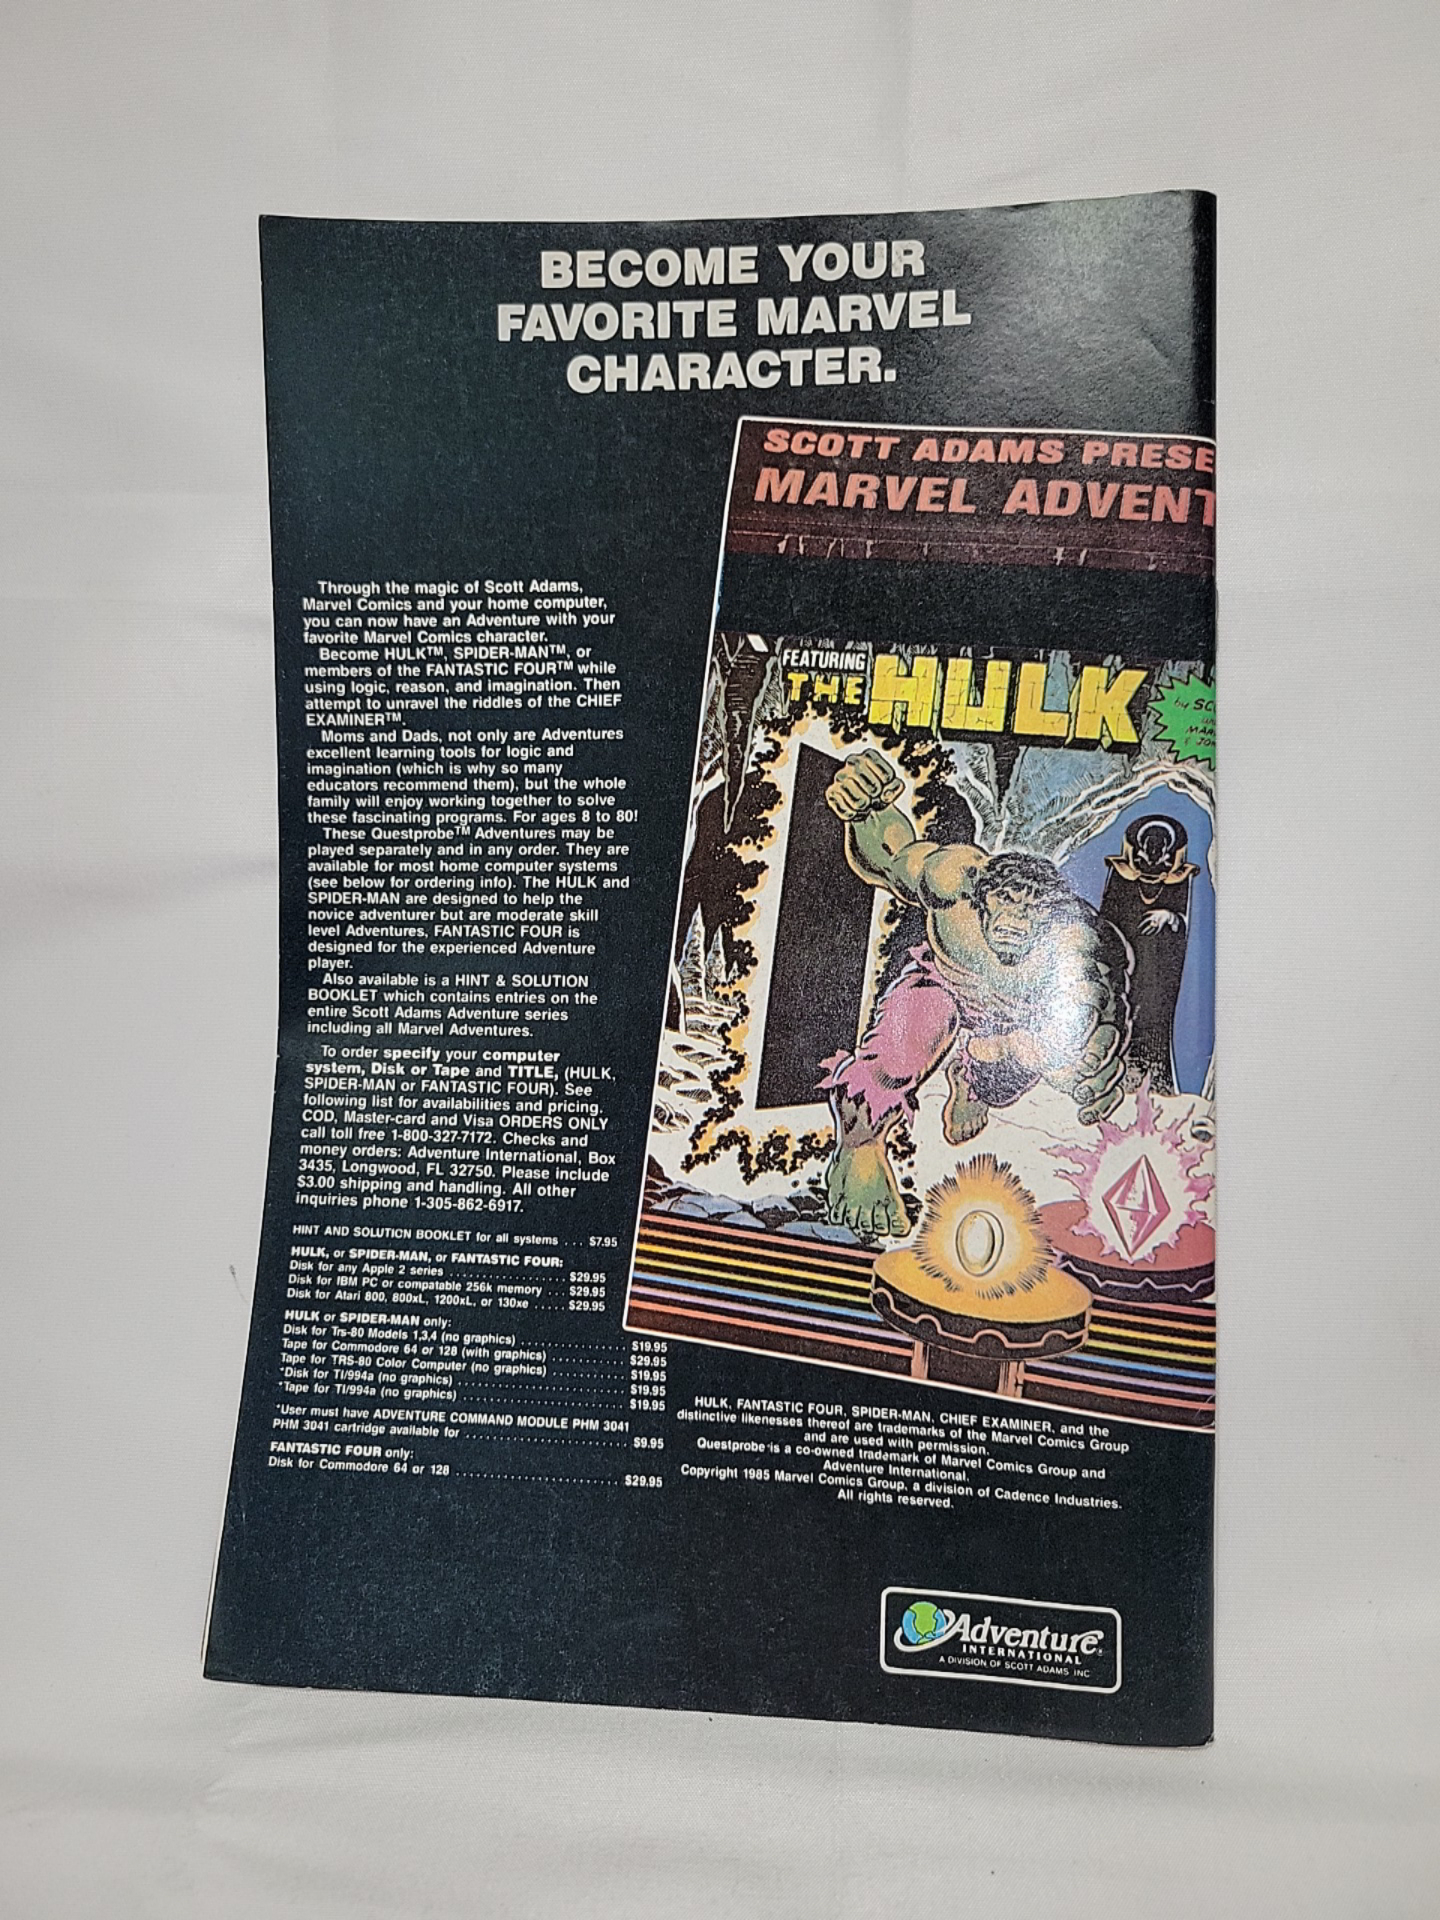 BECOME YOUR
FAVORITE MARVEL
CHARACTER.
SCOTT ADAMS PRESE
MARVEL ADVENT
FEATURING
THE HULK
by SC
MAR
& JO
Through the magic of Scott Adams,
Marvel Comics and your home computer,
you can now have an Adventure with your
favorite Marvel Comics character.
Become HULK™, SPIDER-MAN™, or
members of the FANTASTIC FOUR™ while
using logic, reason, and imagination. Then
attempt to unravel the riddles of the CHIEF
EXAMINER™.
Moms and Dads, not only are Adventures
excellent learning tools for logic and
imagination (which is why so many
educators recommend them), but the whole
family will enjoy working together to solve
these fascinating programs. For ages 8 to 80!
These Questprobe™ Adventures may be
played separately and in any order. They are
available for most home computer systems
(see below for ordering info). The HULK and
SPIDER-MAN are designed to help the
novice adventurer but are moderate skill
level Adventures, FANTASTIC FOUR is
designed for the experienced Adventure
player.
Also available is a HINT & SOLUTION
BOOKLET which contains entries on the
entire Scott Adams Adventure series
including all Marvel Adventures.
To order specify your computer
system, Disk or Tape and TITLE, (HULK,
SPIDER-MAN or FANTASTIC FOUR). See
following list for availabilities and pricing.
COD, Master-card and Visa ORDERS ONLY
call toll free 1-800-327-7172. Checks and
money orders: Adventure International, Box
3435, Longwood, FL 32750. Please include
$3.00 shipping and handling. All other
inquiries phone 1-305-862-6917.
HINT AND SOLUTION BOOKLET for all systems ... $7.95
HULK, or SPIDER-MAN, or FANTASTIC FOUR:
Disk for any Apple 2 series .................. $29.95
Disk for IBM PC or compatable 256k memory ... $29.95
Disk for Atari 800, 800xL, 1200xL, or 130xe ..... $29.95
HULK or SPIDER-MAN only:
Disk for Trs-80 Models 1,3,4 (no graphics) ................ $19.95
Tape for Commodore 64 or 128 (with graphics) .......... $29.95
Tape for TRS-80 Color Computer (no graphics) .......... $19.95
*Disk for TI/994a (no graphics) .......................... $19.95
*Tape for TI/994a (no graphics) .......................... $19.95
*User must have ADVENTURE COMMAND MODULE PHM 3041
PHM 3041 cartridge available for ........................ $9.95
FANTASTIC FOUR only:
Disk for Commodore 64 or 128 ........................ $29.95
HULK, FANTASTIC FOUR, SPIDER-MAN, CHIEF EXAMINER, and the
distinctive likenesses thereof are trademarks of the Marvel Comics Group
and are used with permission.
Questprobe is a co-owned trademark of Marvel Comics Group and
Adventure International.
Copyright 1985 Marvel Comics Group, a division of Cadence Industries.
All rights reserved.
Adventure
INTERNATIONAL
A DIVISION OF SCOTT ADAMS INC